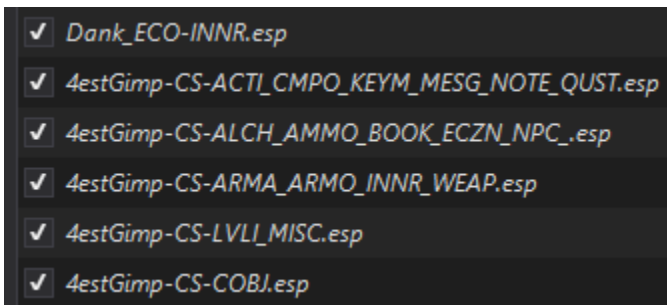 Dank_ECO-INNR.esp
4estGimp-CS-ACTI_CMPO_KEYM_MESG_NOTE_QUST.esp
4estGimp-CS-ALCH_AMMO_BOOK_ECZN_NPC_.esp
4estGimp-CS-ARMA_ARMO_INNR_WEAP.esp
4estGimp-CS-LVLI_MISC.esp
4estGimp-CS-COBJ.esp